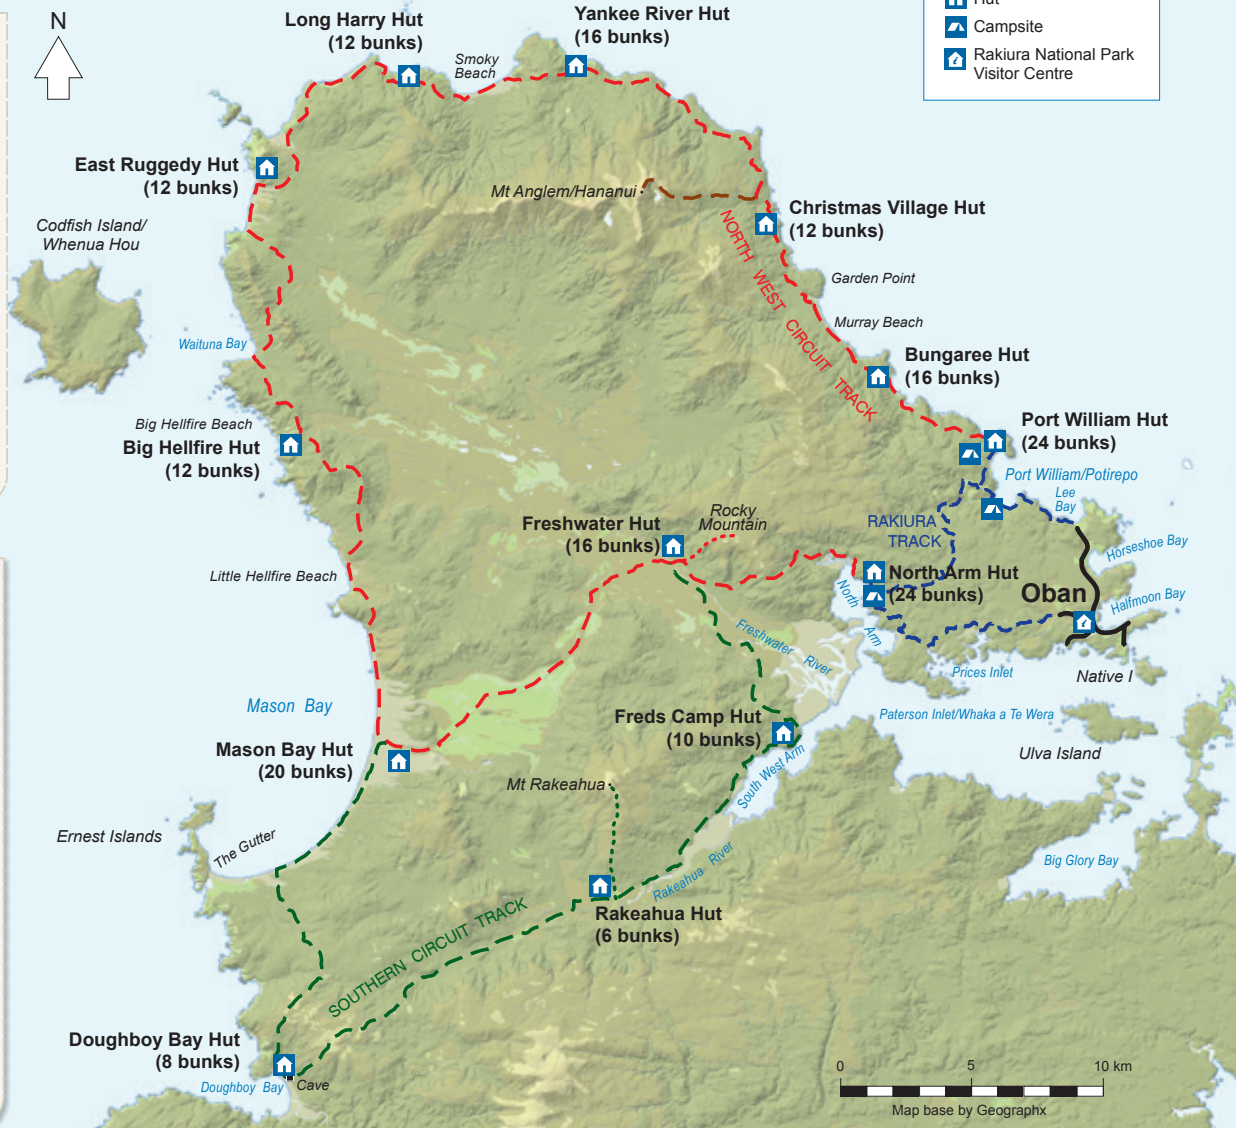 N
Hut
Campsite
Rakiura National Park
Visitor Centre
Long Harry Hut
(12 bunks)
Smoky
Beach
Yankee River Hut
(16 bunks)
East Ruggedy Hut
(12 bunks)
Mt Anglem/Hananui
Christmas Village Hut
(12 bunks)
Codfish Island/
Whenua Hou
NORTH WEST CIRCUIT TRACK
Garden Point
Murray Beach
Waituna Bay
Bungaree Hut
(16 bunks)
Big Hellfire Beach
Big Hellfire Hut
(12 bunks)
Port William Hut
(24 bunks)
Port William/Potirepo
Lee
Bay
Rocky
Mountain
Freshwater Hut
(16 bunks)
RAKIURA
TRACK
Horseshoe Bay
Little Hellfire Beach
North Arm Hut
(24 bunks)
North Arm
Oban
Halfmoon Bay
Freshwater River
Prices Inlet
Native I
Mason Bay
Freds Camp Hut
(10 bunks)
Paterson Inlet/Whaka a Te Wera
Mason Bay Hut
(20 bunks)
Ulva Island
Mt Rakeahua
South West Arm
Ernest Islands
The Gutter
Rakeahua River
Big Glory Bay
Rakeahua Hut
(6 bunks)
SOUTHERN CIRCUIT TRACK
Doughboy Bay Hut
(8 bunks)
Doughboy Bay
Cave
0 5 10 km
Map base by Geographx